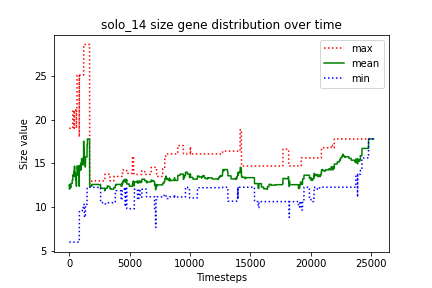 solo_14 size gene distribution over time
max
mean
min
Size value
25
20
15
10
5
0
5000
10000
15000
20000
25000
Timesteps